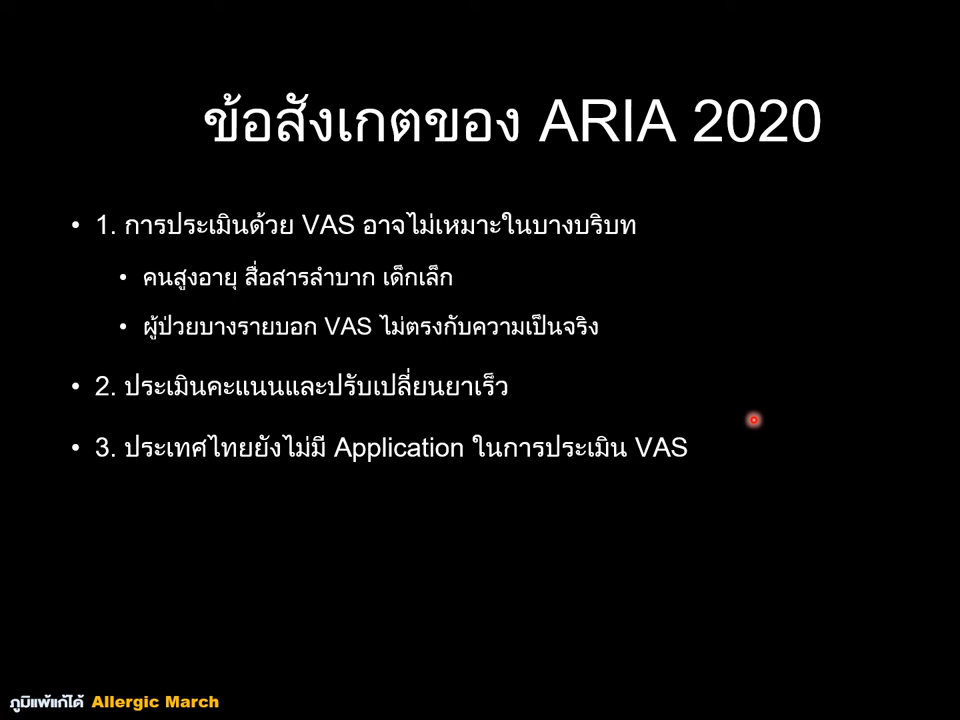 ข้อสังเกตของ ARIA 2020
• 1. การประเมินด้วย VAS อาจไม่เหมาะในบางบริบท
• คนสูงอายุ สื่อสารลำบาก เด็กเล็ก
• ผู้ป่วยบางรายบอก VAS ไม่ตรงกับความเป็นจริง
• 2. ประเมินคะแนนและปรับเปลี่ยนยาเร็ว
• 3. ประเทศไทยยังไม่มี Application ในการประเมิน VAS
ภูมิแพ้แก้ได้ Allergic March